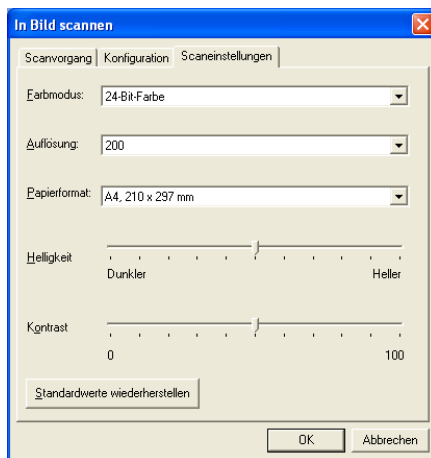 In Bild scannen
Scanvorgang Konfiguration Scaneinstellungen
Farbmodus: 24-Bit-Farbe
Auflösung: 200
Papierformat: A4, 210 x 297 mm
Helligkeit
Dunkler Heller
Kontrast
0 100
Standardwerte wiederherstellen
OK Abbrechen